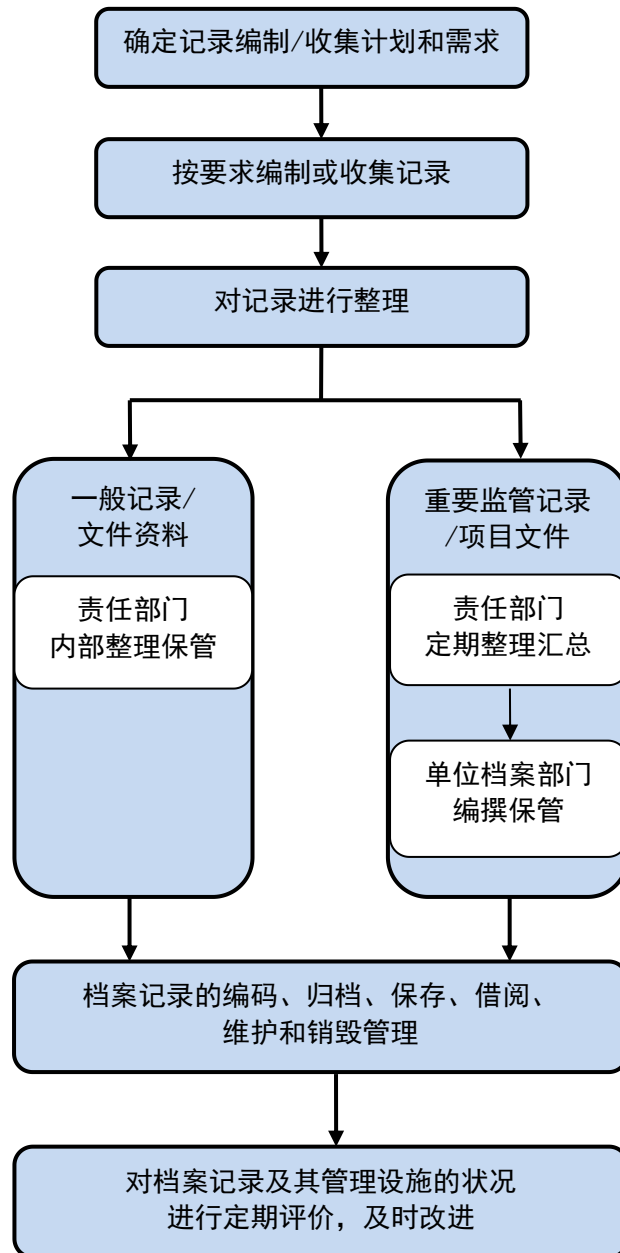 确定记录编制/收集计划和需求
按要求编制或收集记录
对记录进行整理
一般记录/
文件资料
责任部门
内部整理保管
重要监管记录
/项目文件
责任部门
定期整理汇总
单位档案部门
编撰保管
档案记录的编码、归档、保存、借阅、
维护和销毁管理
对档案记录及其管理设施的状况
进行定期评价，及时改进